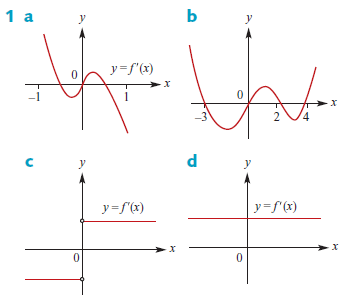 1 a
y
y=f'(x)
0
x
–1
1
b
y
0
x
–3
2
4
c
y
y=f'(x)
x
0
d
y
y=f'(x)
x
0